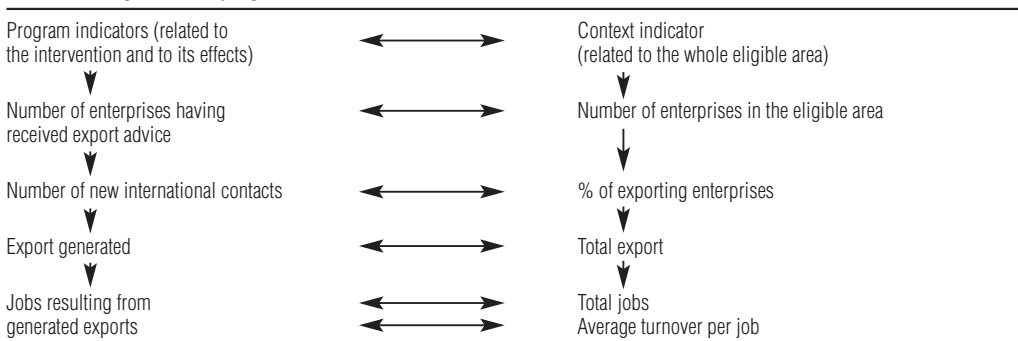 Program indicators (related to
the intervention and to its effects)
Context indicator
(related to the whole eligible area)
Number of enterprises having
received export advice
Number of enterprises in the eligible area
Number of new international contacts
% of exporting enterprises
Export generated
Total export
Jobs resulting from
generated exports
Total jobs
Average turnover per job